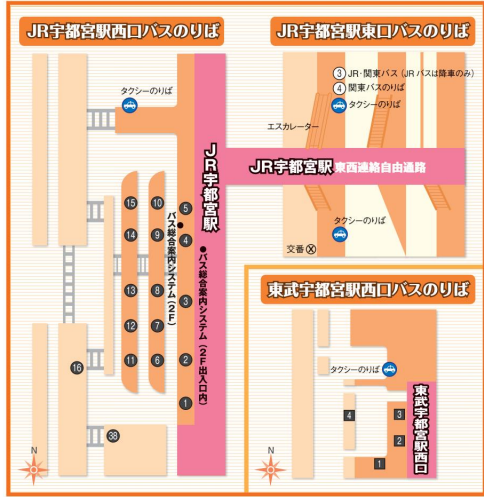 JR宇都宮駅西口バスのりば
タクシーのりば
JR宇都宮駅
15
10
5
14
9
4
13
8
3
12
7
11
6
2
1
16
38
バス総合案内システム（2F）
●バス総合案内システム（2F出入口内）
N
JR宇都宮駅東口バスのりば
③ JR・関東バス（JRバスは降車のみ）
④ 関東バスのりば
タクシーのりば
エスカレーター
JR宇都宮駅 東西連絡自由通路
タクシーのりば
交番
東武宇都宮駅西口バスのりば
タクシーのりば
4
3
2
1
東武宇都宮駅西口
N